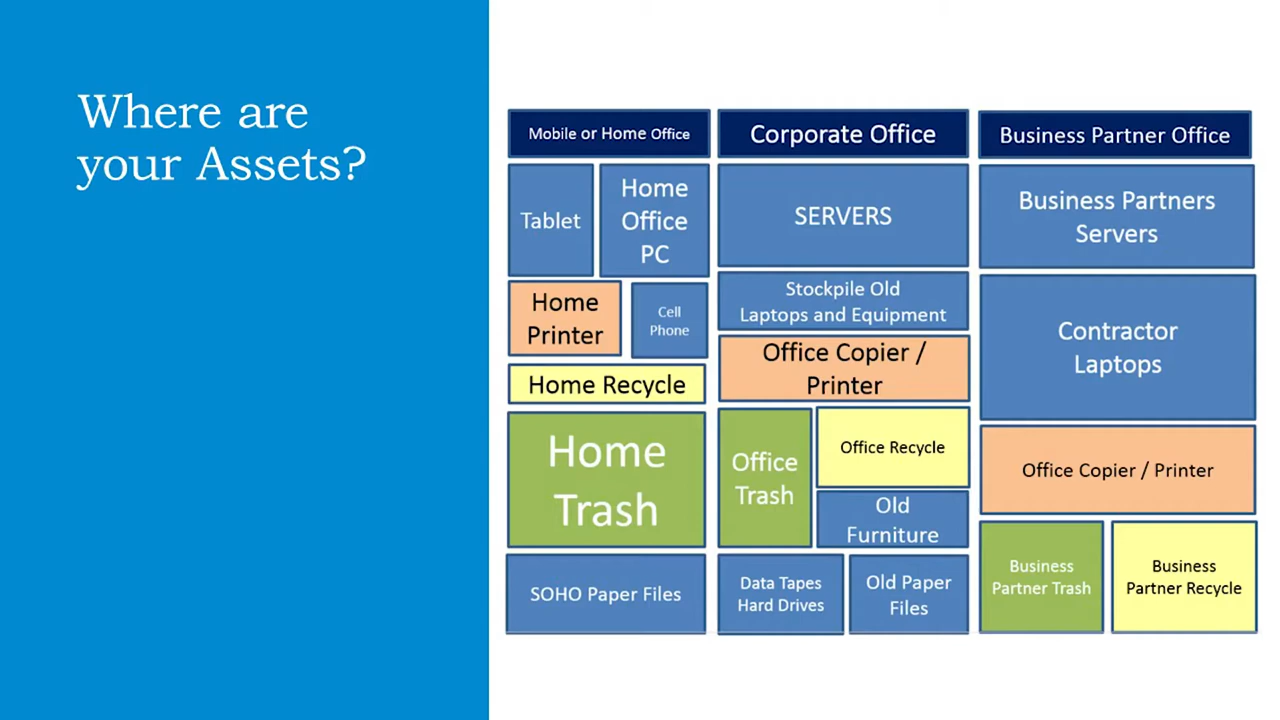 Where are
your Assets?
Mobile or Home Office
Tablet
Home
Office
PC
Home
Printer
Cell
Phone
Home Recycle
Home
Trash
SOHO Paper Files
Corporate Office
SERVERS
Stockpile Old
Laptops and Equipment
Office Copier /
Printer
Office
Trash
Office Recycle
Old
Furniture
Data Tapes
Hard Drives
Old Paper
Files
Business Partner Office
Business Partners
Servers
Contractor
Laptops
Office Copier / Printer
Business
Partner Trash
Business
Partner Recycle